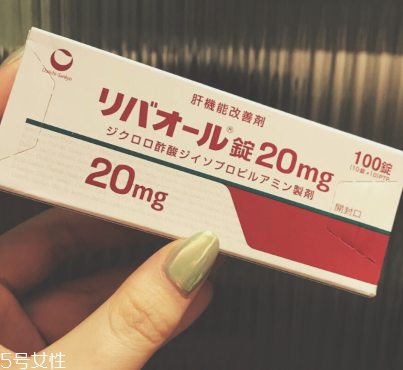 Daiichi-Sankyo
肝機能改善剤
リバオール®錠20mg
ジクロロ酢酸ジイソプロピルアミン製剤
100錠
20mg
開封口
5号女性